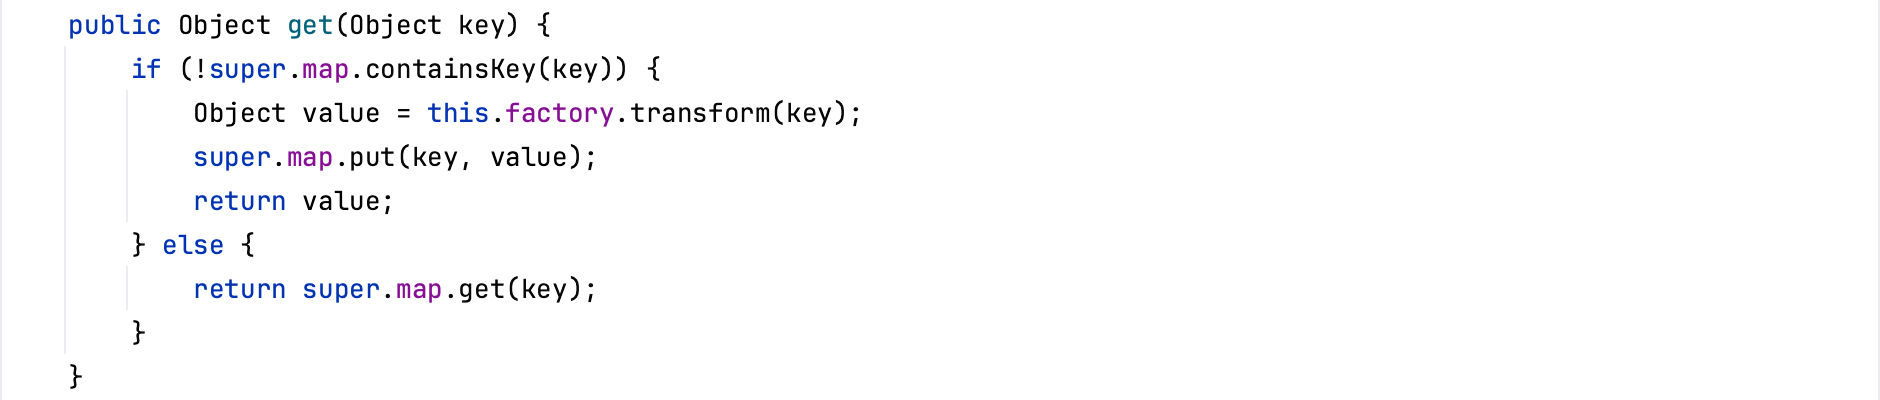 public Object get(Object key) {
    if (!super.map.containsKey(key)) {
        Object value = this.factory.transform(key);
        super.map.put(key, value);
        return value;
    } else {
        return super.map.get(key);
    }
}